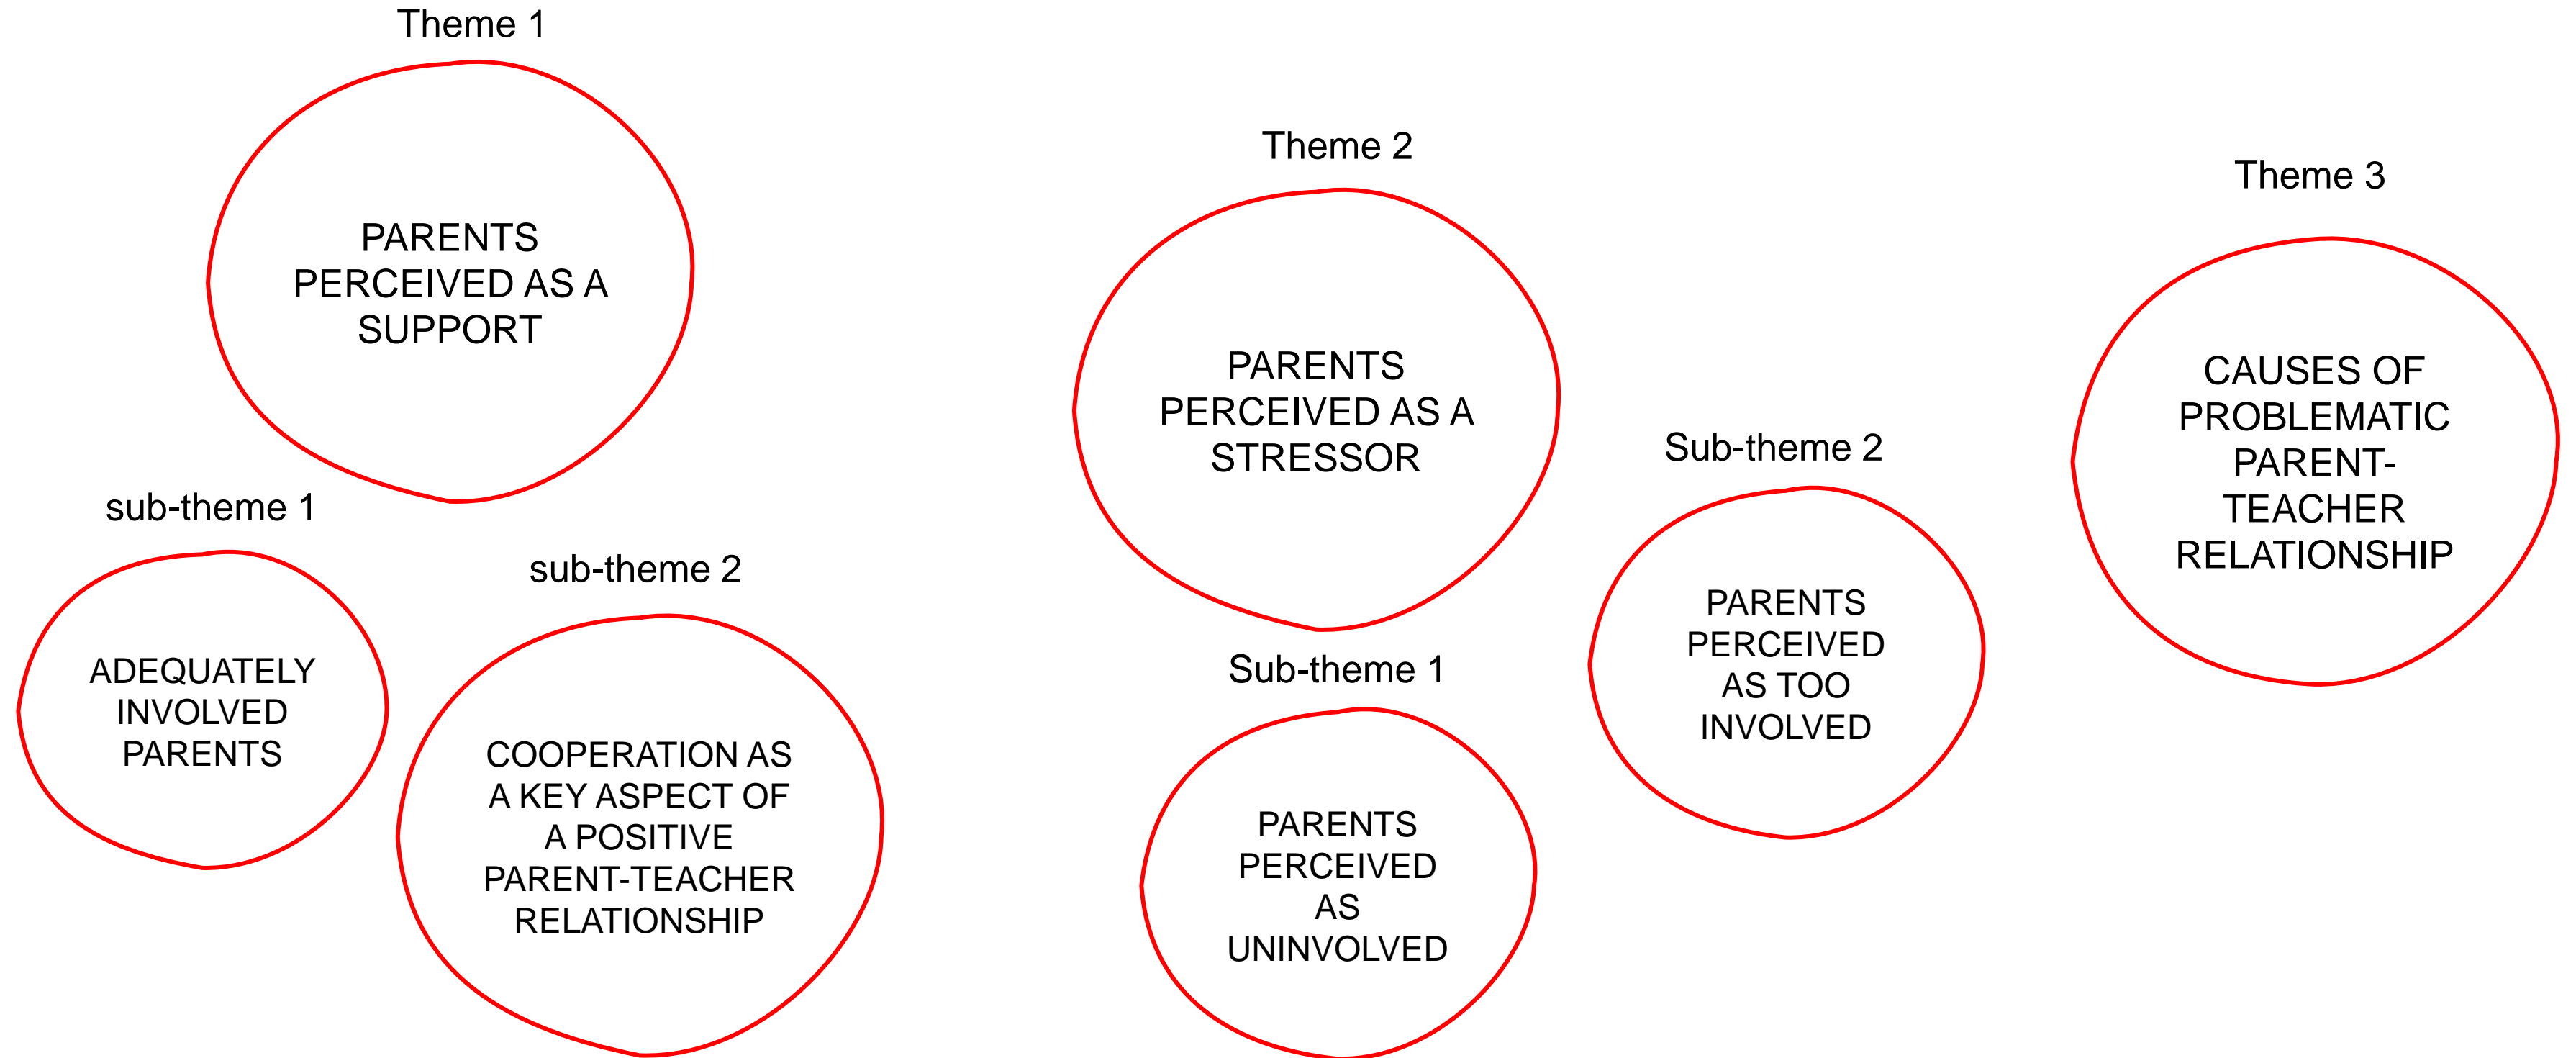 Theme 1
PARENTS
PERCEIVED AS A
SUPPORT
sub-theme 1
ADEQUATELY
INVOLVED
PARENTS
sub-theme 2
COOPERATION AS
A KEY ASPECT OF
A POSITIVE
PARENT-TEACHER
RELATIONSHIP
Theme 2
PARENTS
PERCEIVED AS A
STRESSOR
Sub-theme 1
PARENTS
PERCEIVED
AS
UNINVOLVED
Sub-theme 2
PARENTS
PERCEIVED
AS TOO
INVOLVED
Theme 3
CAUSES OF
PROBLEMATIC
PARENT-
TEACHER
RELATIONSHIP